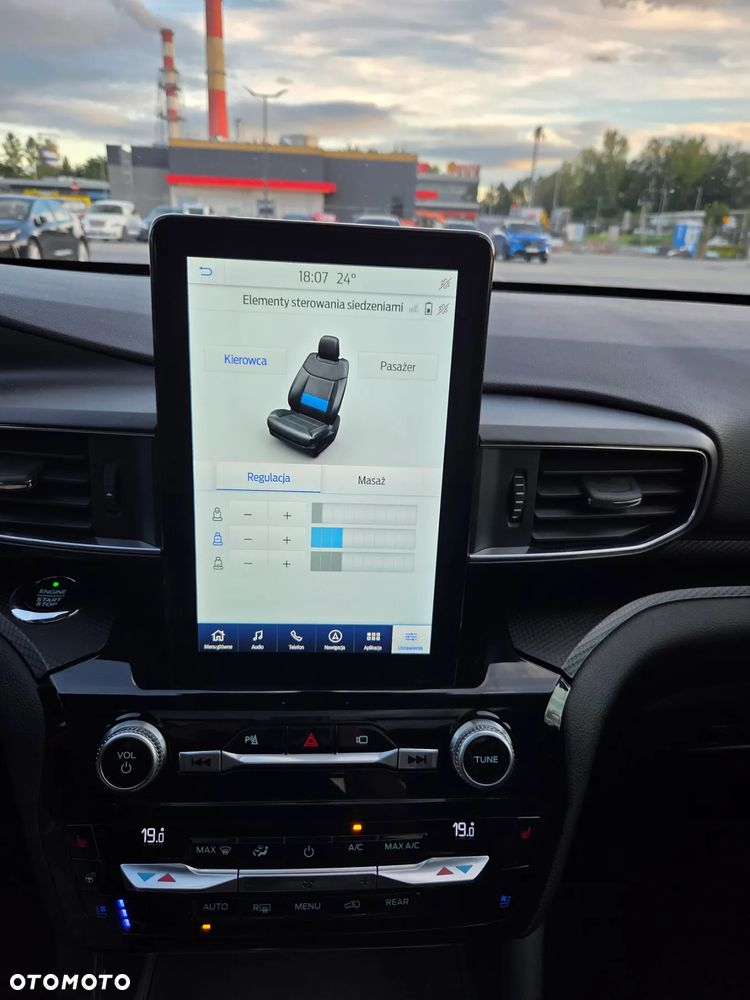 18:07 24°
Elementy sterowania siedzeniami
Kierowca
Pasażer
Regulacja
Masaż
− +
− +
− +
Menu główne Audio Telefon Nawigacja Aplikacje Ustawienia
ENGINE
START
STOP
VOL
TUNE
19.0
19.0
MAX
A/C
MAX A/C
AUTO
R
MENU
REAR
OTOMOTO